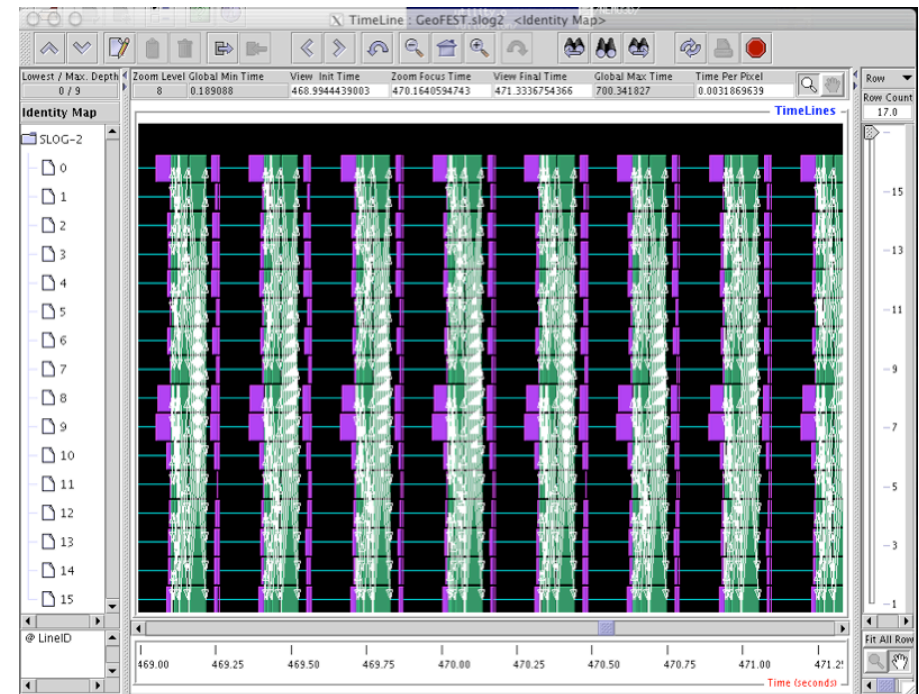 TimeLine : GeoFEST.slog2 <Identity Map>
Lowest / Max. Depth Zoom Level Global Min Time View Init Time Zoom Focus Time View Final Time Global Max Time Time Per Pixel Row
0 / 9 8 0.189088 468.9944439003 470.1640594743 471.3336754366 700.341827 0.0031869639 Row Count
Identity Map 17.0
TimeLines
SLOG-2
0
1
2
3
4
5
6
7
8
9
10
11
12
13
14
15
15
13
11
9
7
5
3
1
@ LineID
Fit All Row
469.00 469.25 469.50 469.75 470.00 470.25 470.50 470.75 471.00 471.2
Time (seconds)